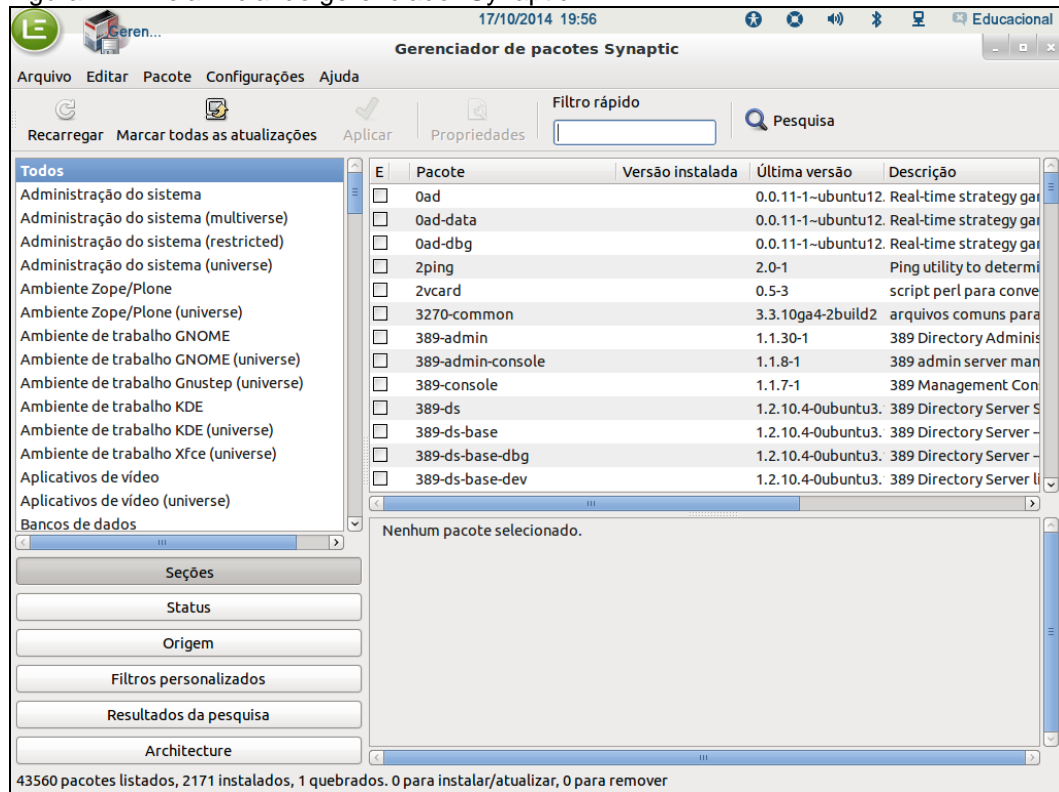 Geren...
17/10/2014 19:56
Educacional
Gerenciador de pacotes Synaptic
Arquivo Editar Pacote Configurações Ajuda
Recarregar Marcar todas as atualizações Aplicar Propriedades
Filtro rápido
Pesquisa
Todos
Administração do sistema
Administração do sistema (multiverse)
Administração do sistema (restricted)
Administração do sistema (universe)
Ambiente Zope/Plone
Ambiente Zope/Plone (universe)
Ambiente de trabalho GNOME
Ambiente de trabalho GNOME (universe)
Ambiente de trabalho Gnustep (universe)
Ambiente de trabalho KDE
Ambiente de trabalho KDE (universe)
Ambiente de trabalho Xfce (universe)
Aplicativos de vídeo
Aplicativos de vídeo (universe)
Bancos de dados
E Pacote Versão instalada Última versão Descrição
0ad 0.0.11-1~ubuntu12. Real-time strategy
0ad-data 0.0.11-1~ubuntu12. Real-time strategy
0ad-dbg 0.0.11-1~ubuntu12. Real-time strategy
2ping 2.0-1 Ping utility to determi
2vcard 0.5-3 script perl para conve
3270-common 3.3.10ga4-2build2 arquivos comuns para
389-admin 1.1.30-1 389 Directory Adminis
389-admin-console 1.1.8-1 389 admin server man
389-console 1.1.7-1 389 Management Con
389-ds 1.2.10.4-0ubuntu3. 389 Directory Server S
389-ds-base 1.2.10.4-0ubuntu3. 389 Directory Server –
389-ds-base-dbg 1.2.10.4-0ubuntu3. 389 Directory Server –
389-ds-base-dev 1.2.10.4-0ubuntu3. 389 Directory Server li
Nenhum pacote selecionado.
Seções
Status
Origem
Filtros personalizados
Resultados da pesquisa
Architecture
43560 pacotes listados, 2171 instalados, 1 quebrados. 0 para instalar/atualizar, 0 para remover